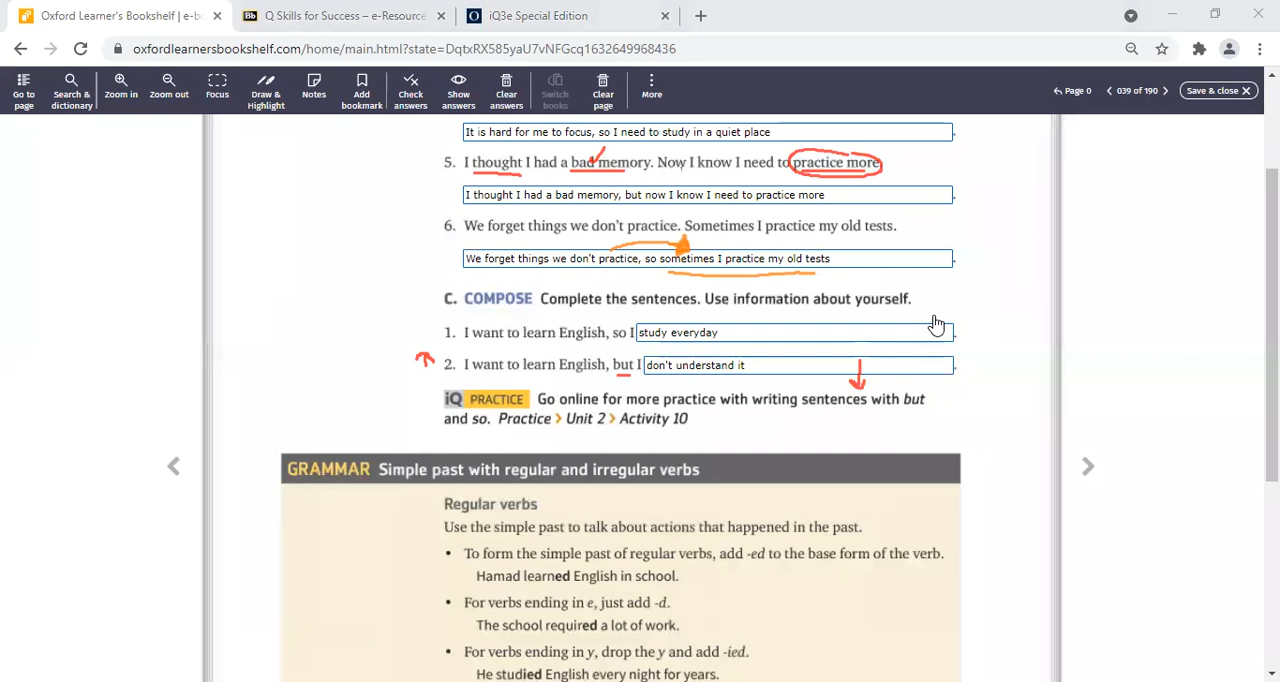 Oxford Learner's Bookshelf | e-bo
Bb Q Skills for Success – e-Resource
O iQ3e Special Edition
oxfordlearnersbookshelf.com/home/main.html?state=DqtxRX585yaU7vNFGcq1632649968436
Go to page
Search & dictionary
Zoom in
Zoom out
Focus
Draw & Highlight
Notes
Add bookmark
Check answers
Show answers
Clear answers
Switch books
Clear page
More
Page 0
039 of 190
Save & close
It is hard for me to focus, so I need to study in a quiet place.
5. I thought I had a bad memory. Now I know I need to practice more.
I thought I had a bad memory, but now I know I need to practice more.
6. We forget things we don't practice. Sometimes I practice my old tests.
We forget things we don't practice, so sometimes I practice my old tests.
C. COMPOSE Complete the sentences. Use information about yourself.
1. I want to learn English, so I study everyday.
2. I want to learn English, but I don't understand it.
iQ PRACTICE Go online for more practice with writing sentences with but
and so. Practice > Unit 2 > Activity 10
GRAMMAR Simple past with regular and irregular verbs
Regular verbs
Use the simple past to talk about actions that happened in the past.
• To form the simple past of regular verbs, add -ed to the base form of the verb.
Hamad learned English in school.
• For verbs ending in e, just add -d.
The school required a lot of work.
• For verbs ending in y, drop the y and add -ied.
He studied English every night for years.